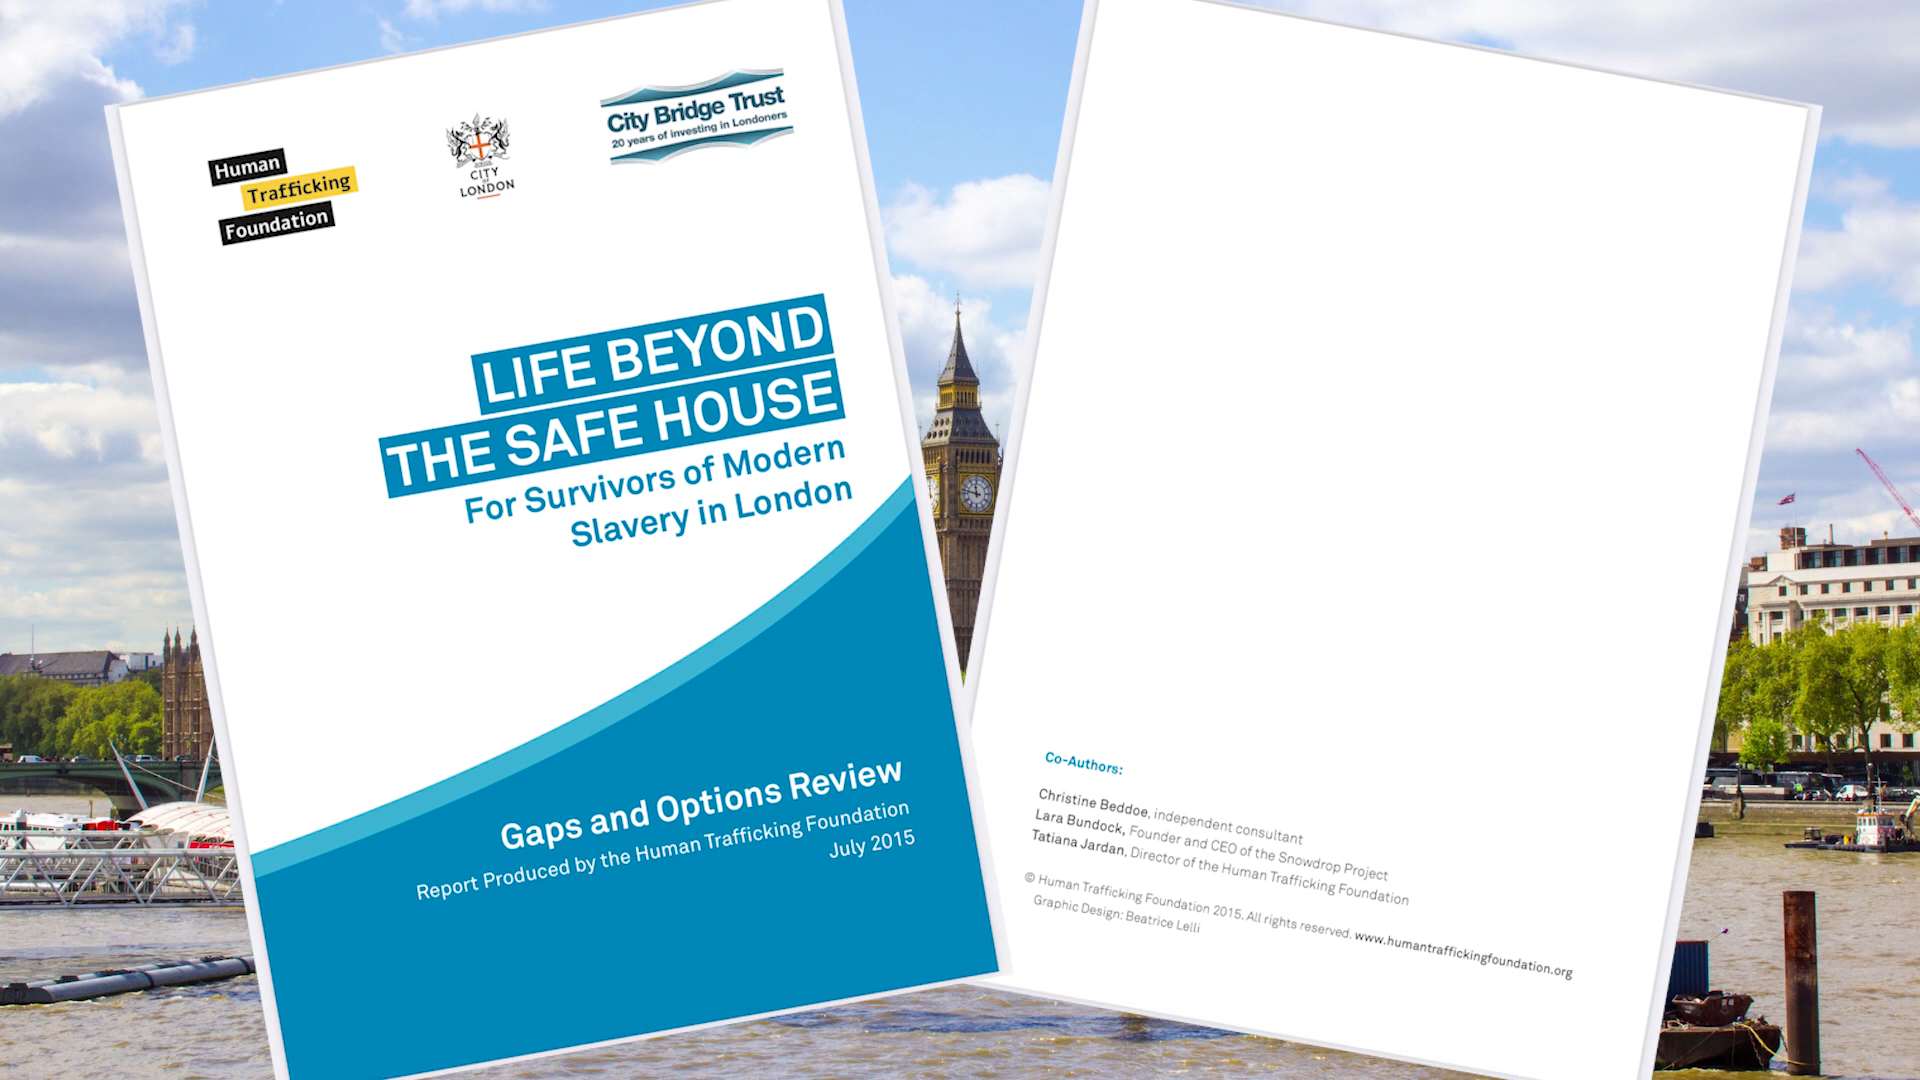 Human
Trafficking
Foundation
CITY
OF
LONDON
City Bridge Trust
20 years of investing in Londoners
LIFE BEYOND
THE SAFE HOUSE
For Survivors of Modern
Slavery in London
Gaps and Options Review
Report Produced by the Human Trafficking Foundation
July 2015
Co-Authors:
Christine Beddoe, independent consultant
Lara Bundock, Founder and CEO of the Snowdrop Project
Tatiana Jardan, Director of the Human Trafficking Foundation
© Human Trafficking Foundation 2015. All rights reserved. www.humantraffickingfoundation.org
Graphic Design: Beatrice Lelli